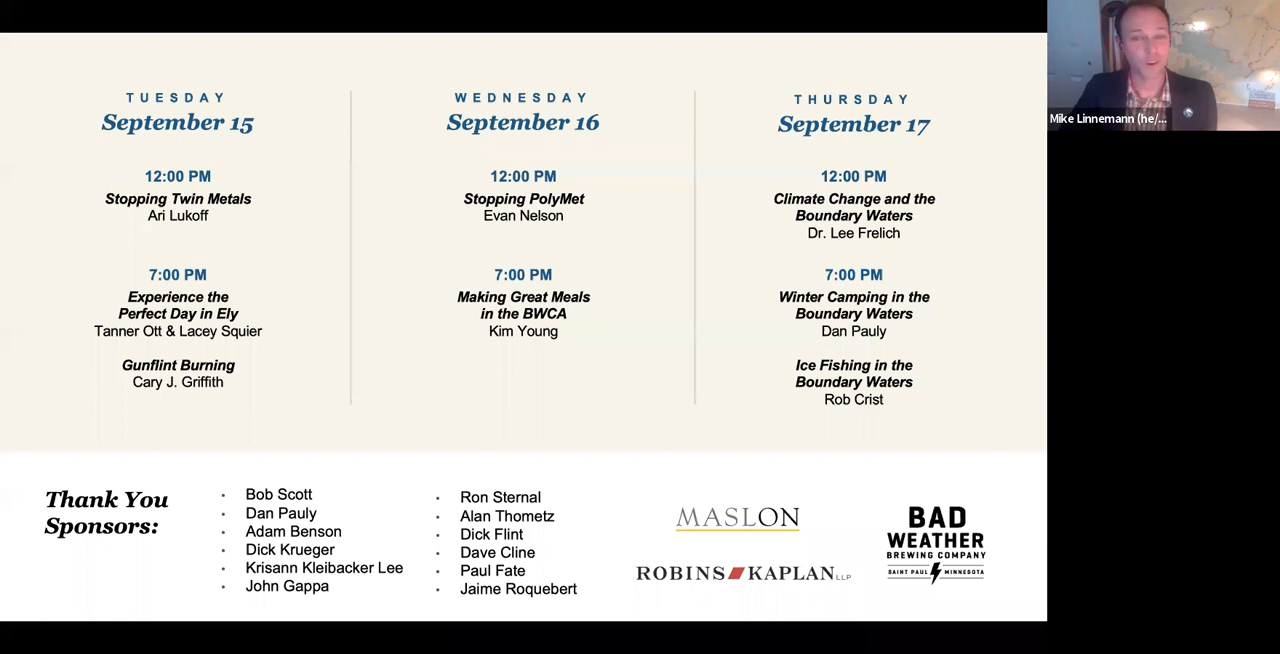 TUESDAY
September 15
12:00 PM
Stopping Twin Metals
Ari Lukoff
7:00 PM
Experience the
Perfect Day in Ely
Tanner Ott & Lacey Squier
Gunflint Burning
Cary J. Griffith
WEDNESDAY
September 16
12:00 PM
Stopping PolyMet
Evan Nelson
7:00 PM
Making Great Meals
in the BWCA
Kim Young
THURSDAY
September 17
12:00 PM
Climate Change and the
Boundary Waters
Dr. Lee Frelich
7:00 PM
Winter Camping in the
Boundary Waters
Dan Pauly
Ice Fishing in the
Boundary Waters
Rob Crist
Thank You
Sponsors:
• Bob Scott
• Dan Pauly
• Adam Benson
• Dick Krueger
• Krisann Kleibacker Lee
• John Gappa
• Ron Sternal
• Alan Thometz
• Dick Flint
• Dave Cline
• Paul Fate
• Jaime Roquebert
MASLON
ROBINS KAPLAN LLP
BAD
WEATHER
BREWING COMPANY
SAINT PAUL MINNESOTA
Mike Linnemann (he/...